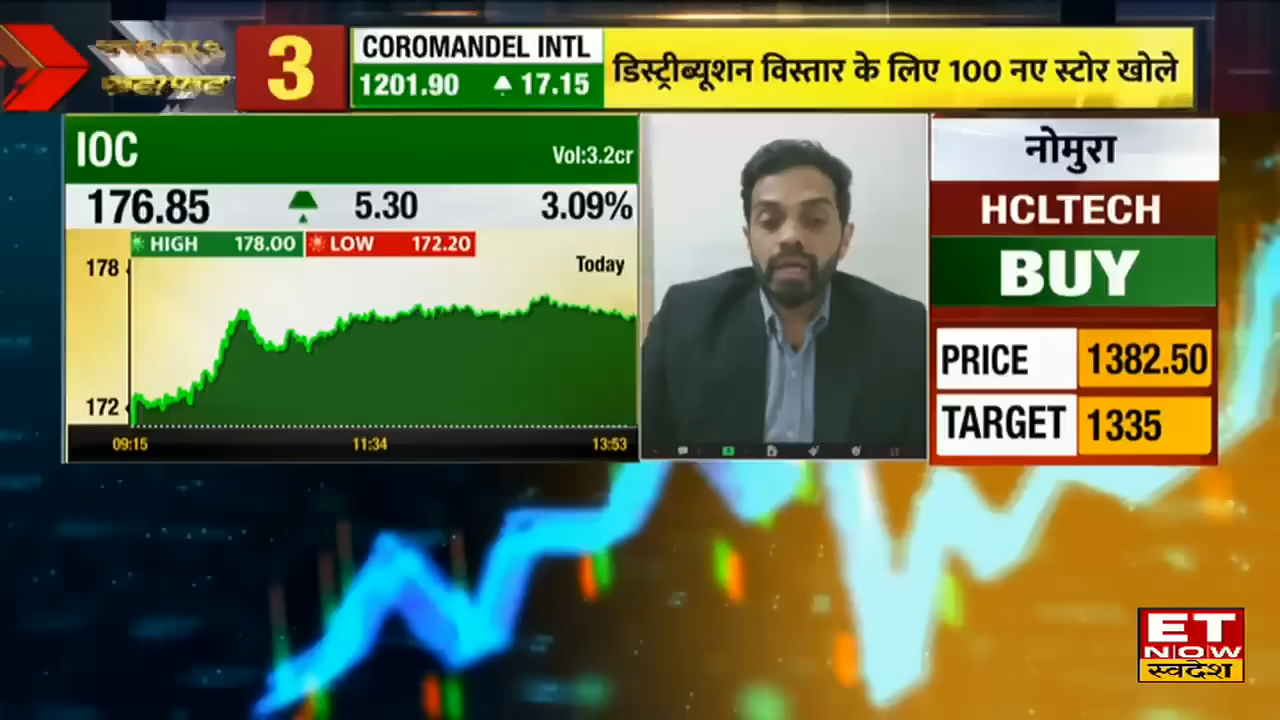 3
COROMANDEL INTL
1201.90 ▲ 17.15
डिस्ट्रीब्यूशन विस्तार के लिए 100 नए स्टोर खोले
IOC
Vol:3.2cr
176.85 ▲ 5.30 3.09%
HIGH 178.00 LOW 172.20
178
Today
172
09:15 11:34 13:53
नोमुरा
HCLTECH
BUY
PRICE 1382.50
TARGET 1335
ET
NOW
स्वदेश